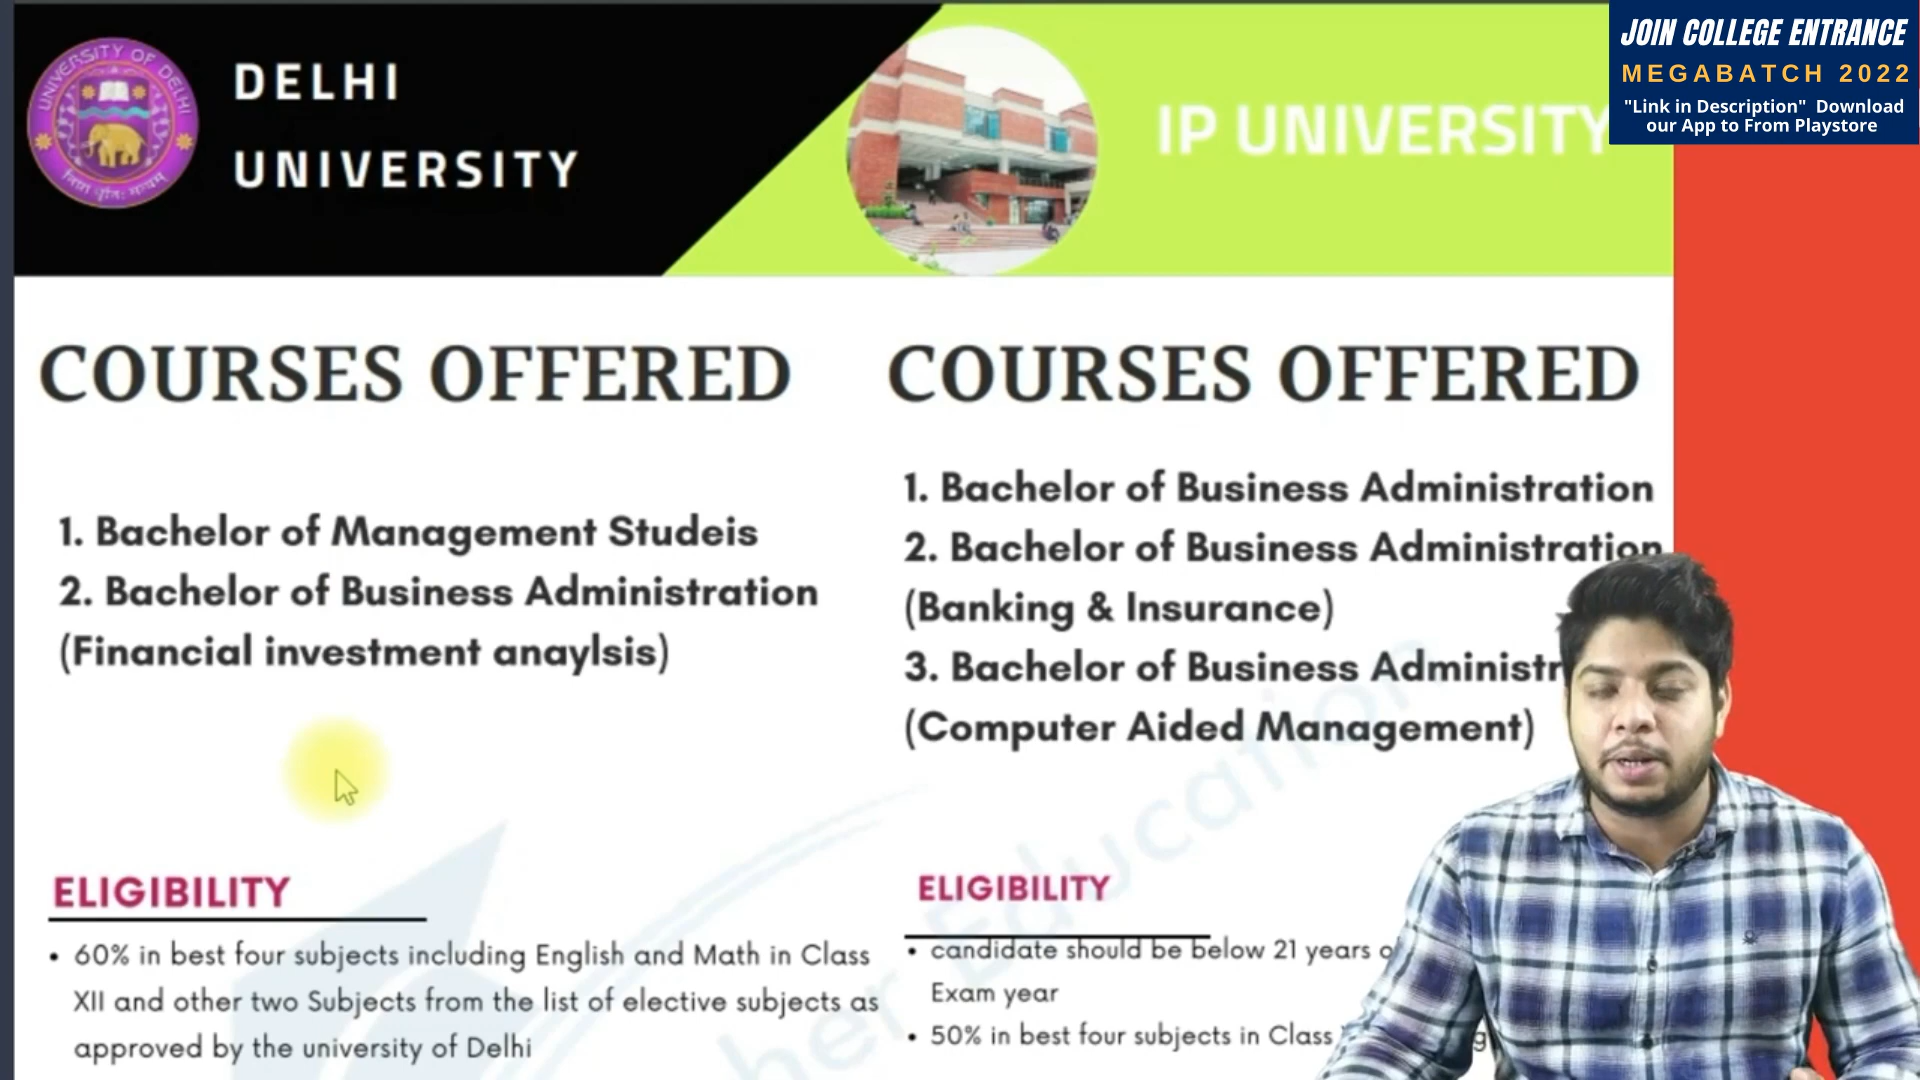 UNIVERSITY OF DELHI
DELHI
UNIVERSITY
IP UNIVERSITY
JOIN COLLEGE ENTRANCE
MEGABATCH 2022
"Link in Description" Download
our App to From Playstore
COURSES OFFERED
1. Bachelor of Management Studeis
2. Bachelor of Business Administration
(Financial investment anaylsis)
ELIGIBILITY
• 60% in best four subjects including English and Math in Class
XII and other two Subjects from the list of elective subjects as
approved by the university of Delhi
COURSES OFFERED
1. Bachelor of Business Administration
2. Bachelor of Business Administration
(Banking & Insurance)
3. Bachelor of Business Administr
(Computer Aided Management)
ELIGIBILITY
• candidate should be below 21 years
Exam year
• 50% in best four subjects in Class
her Education